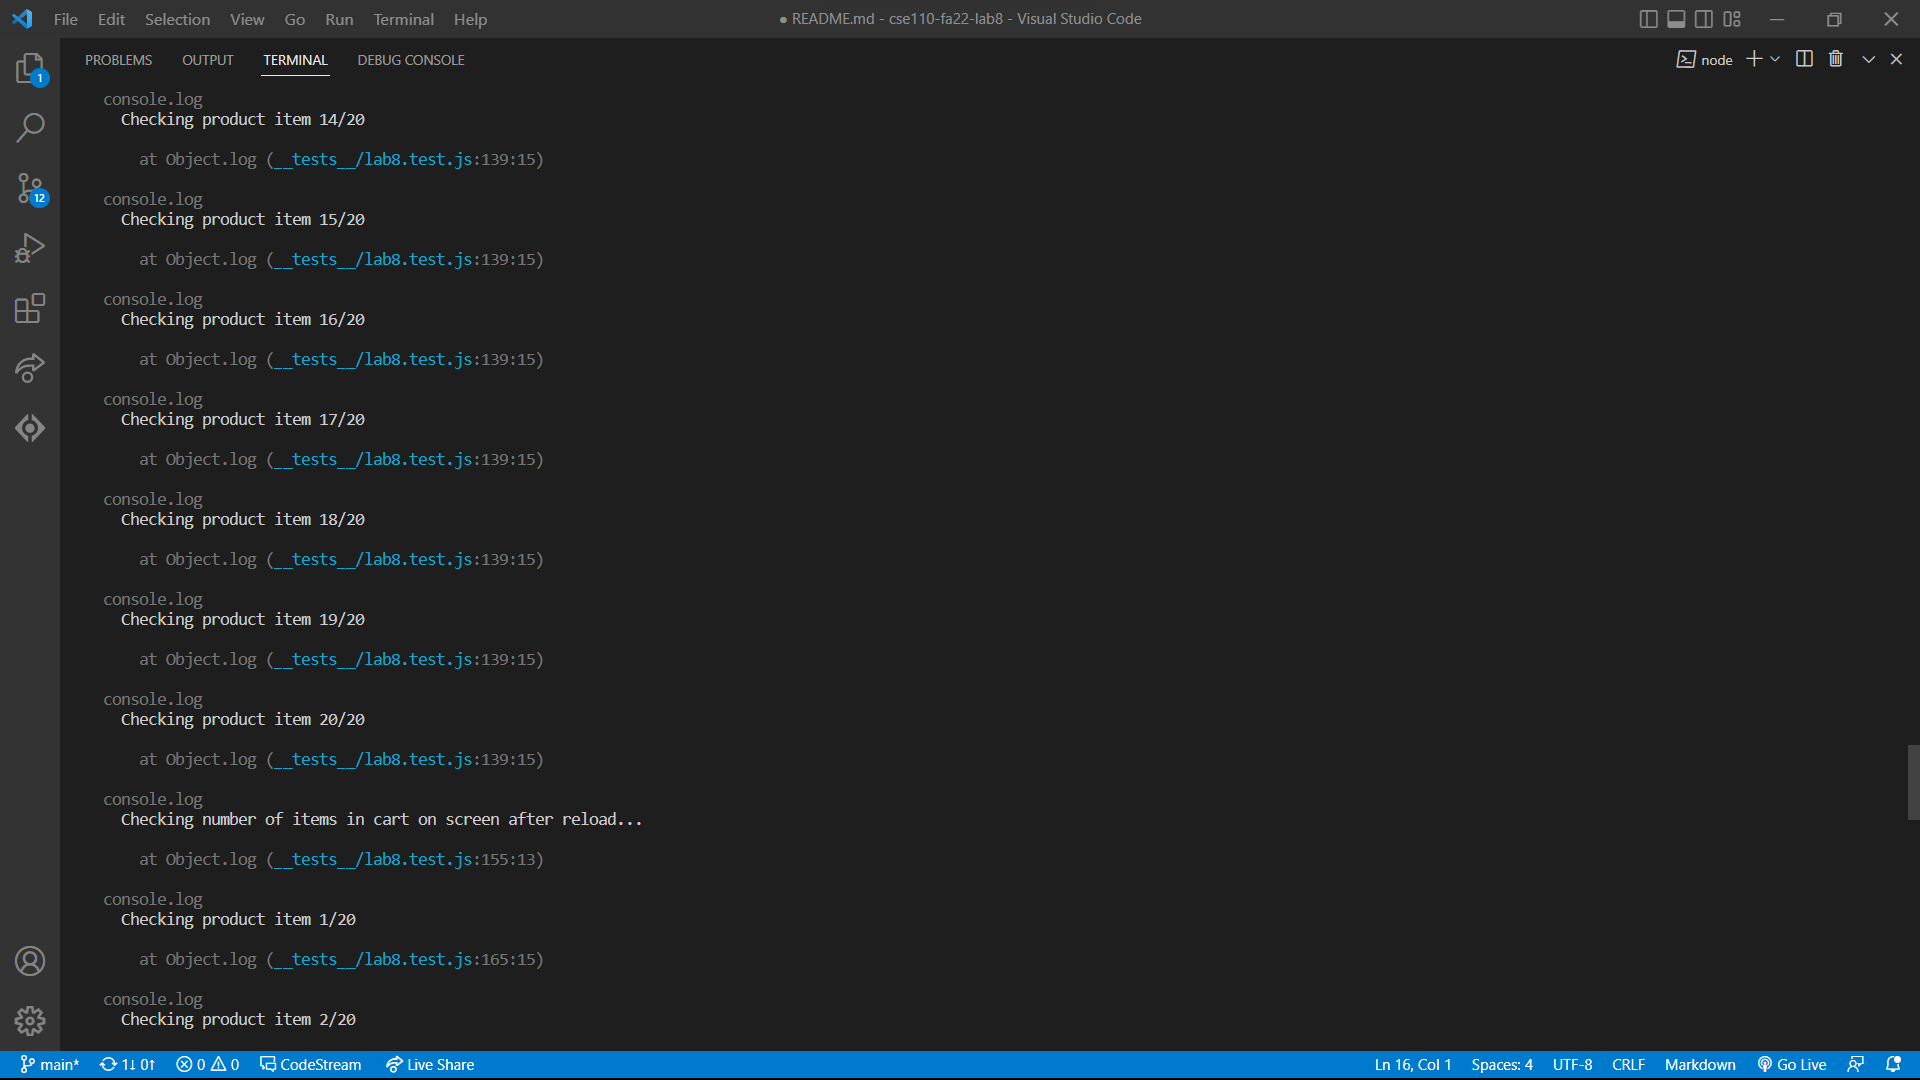 File Edit Selection View Go Run Terminal Help
● README.md - cse110-fa22-lab8 - Visual Studio Code
PROBLEMS OUTPUT TERMINAL DEBUG CONSOLE
node
1
12
console.log
Checking product item 14/20
at Object.log (__tests__/lab8.test.js:139:15)
console.log
Checking product item 15/20
at Object.log (__tests__/lab8.test.js:139:15)
console.log
Checking product item 16/20
at Object.log (__tests__/lab8.test.js:139:15)
console.log
Checking product item 17/20
at Object.log (__tests__/lab8.test.js:139:15)
console.log
Checking product item 18/20
at Object.log (__tests__/lab8.test.js:139:15)
console.log
Checking product item 19/20
at Object.log (__tests__/lab8.test.js:139:15)
console.log
Checking product item 20/20
at Object.log (__tests__/lab8.test.js:139:15)
console.log
Checking number of items in cart on screen after reload...
at Object.log (__tests__/lab8.test.js:155:13)
console.log
Checking product item 1/20
at Object.log (__tests__/lab8.test.js:165:15)
console.log
Checking product item 2/20
main* 1↓ 0↑ 0 0 CodeStream Live Share Ln 16, Col 1 Spaces: 4 UTF-8 CRLF Markdown Go Live